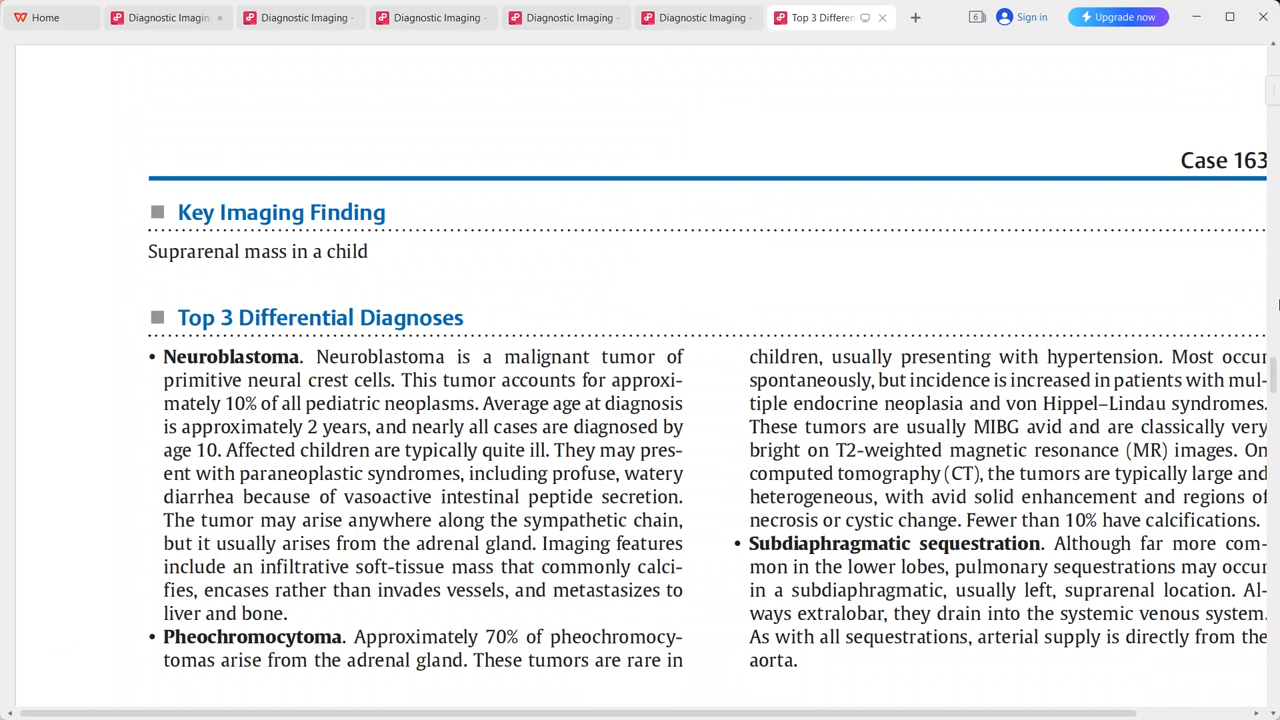 Home
Diagnostic Imaging
Diagnostic Imaging -
Diagnostic Imaging -
Diagnostic Imaging -
Diagnostic Imaging -
Top 3 Differen
6
Sign in
Upgrade now
Case 163
Key Imaging Finding
Suprarenal mass in a child
Top 3 Differential Diagnoses
• Neuroblastoma. Neuroblastoma is a malignant tumor of
primitive neural crest cells. This tumor accounts for approxi-
mately 10% of all pediatric neoplasms. Average age at diagnosis
is approximately 2 years, and nearly all cases are diagnosed by
age 10. Affected children are typically quite ill. They may pres-
ent with paraneoplastic syndromes, including profuse, watery
diarrhea because of vasoactive intestinal peptide secretion.
The tumor may arise anywhere along the sympathetic chain,
but it usually arises from the adrenal gland. Imaging features
include an infiltrative soft-tissue mass that commonly calci-
fies, encases rather than invades vessels, and metastasizes to
liver and bone.
• Pheochromocytoma. Approximately 70% of pheochromocy-
tomas arise from the adrenal gland. These tumors are rare in
children, usually presenting with hypertension. Most occur
spontaneously, but incidence is increased in patients with mul-
tiple endocrine neoplasia and von Hippel–Lindau syndromes.
These tumors are usually MIBG avid and are classically very
bright on T2-weighted magnetic resonance (MR) images. On
computed tomography (CT), the tumors are typically large and
heterogeneous, with avid solid enhancement and regions of
necrosis or cystic change. Fewer than 10% have calcifications.
• Subdiaphragmatic sequestration. Although far more com-
mon in the lower lobes, pulmonary sequestrations may occur
in a subdiaphragmatic, usually left, suprarenal location. Al-
ways extralobar, they drain into the systemic venous system.
As with all sequestrations, arterial supply is directly from the
aorta.